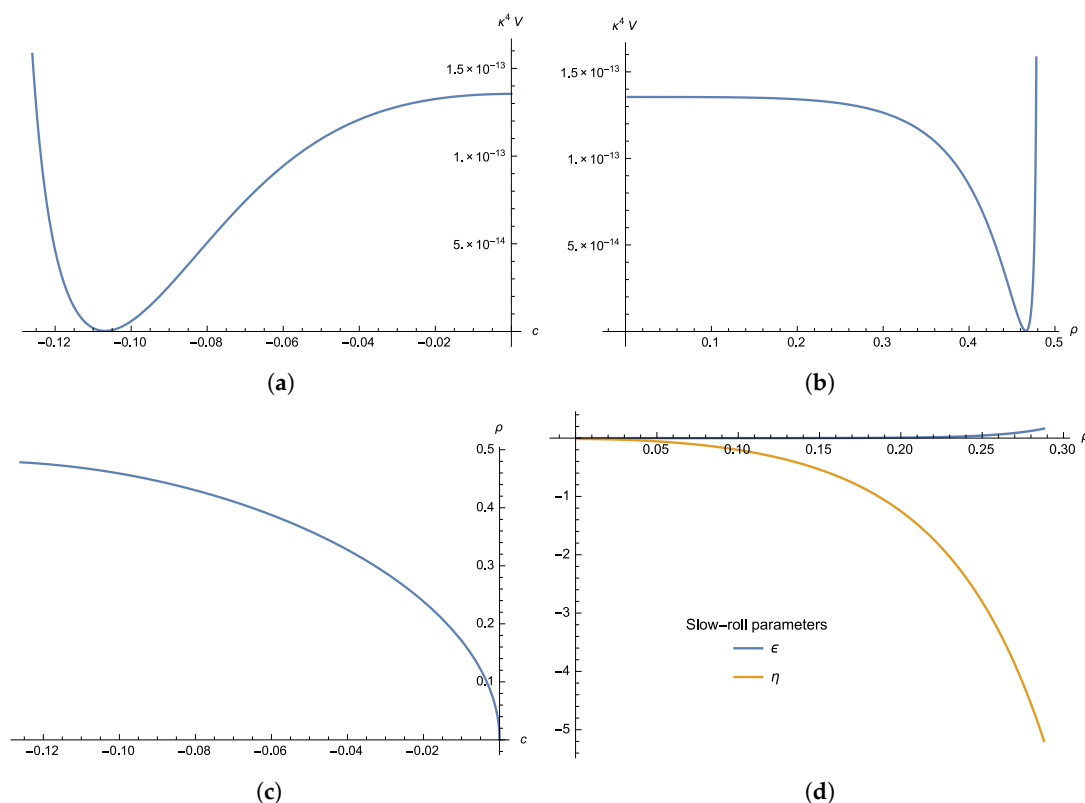 κ⁴ V
1.5×10⁻¹³
1.×10⁻¹³
5.×10⁻¹⁴
−0.12 −0.10 −0.08 −0.06 −0.04 −0.02 c
(a)
κ⁴ V
1.5×10⁻¹³
1.×10⁻¹³
5.×10⁻¹⁴
0.1 0.2 0.3 0.4 0.5 ρ
(b)
ρ
0.5
0.4
0.3
0.2
0.1
−0.12 −0.10 −0.08 −0.06 −0.04 −0.02 c
(c)
0.05 0.10 0.15 0.20 0.25 0.30 ρ
−1
−2
−3
−4
−5
Slow−roll parameters
ϵ
η
(d)